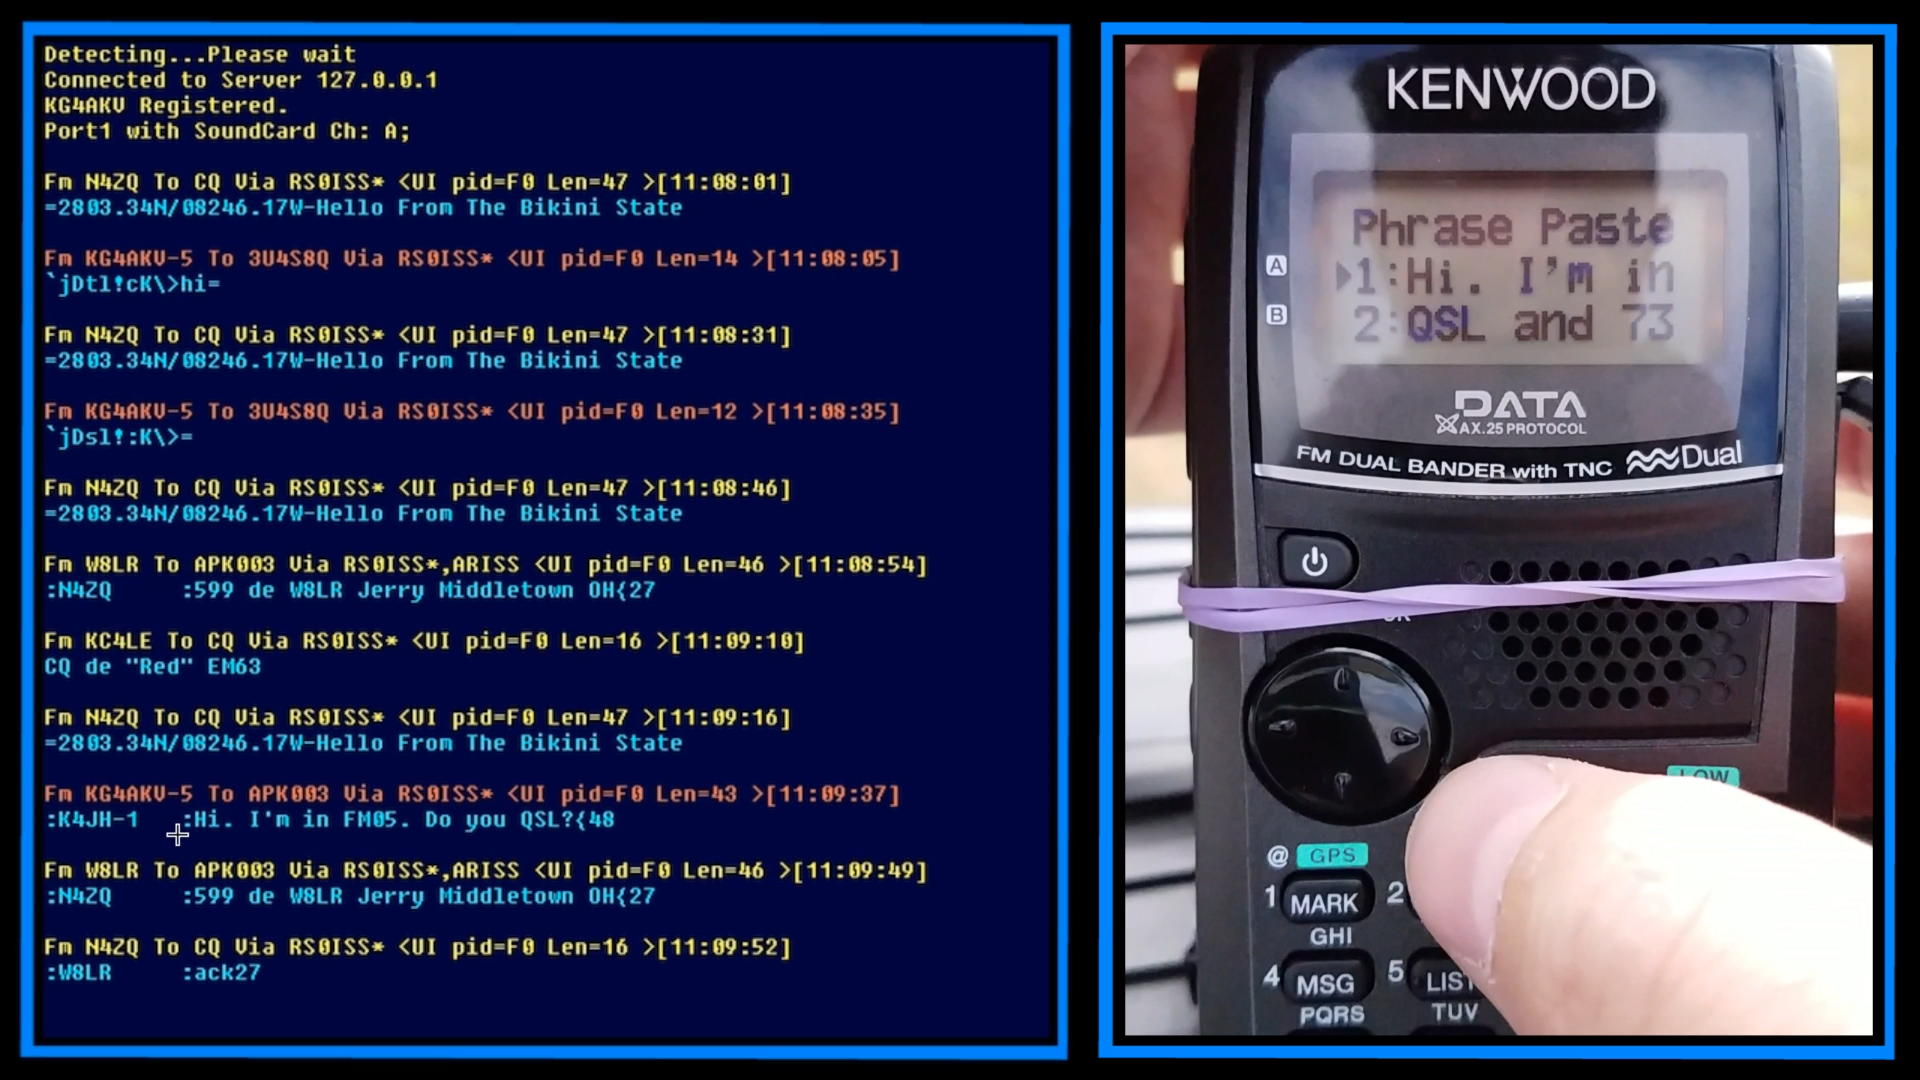 Detecting...Please wait
Connected to Server 127.0.0.1
KG4AKV Registered.
Port1 with SoundCard Ch: A;
Fm N4ZQ To CQ Via RS0ISS* <UI pid=F0 Len=47 >[11:08:01]
=2803.34N/08246.17W-Hello From The Bikini State
Fm KG4AKV-5 To 3U4S8Q Via RS0ISS* <UI pid=F0 Len=14 >[11:08:05]
`jDtl!cK\>hi=
Fm N4ZQ To CQ Via RS0ISS* <UI pid=F0 Len=47 >[11:08:31]
=2803.34N/08246.17W-Hello From The Bikini State
Fm KG4AKV-5 To 3U4S8Q Via RS0ISS* <UI pid=F0 Len=12 >[11:08:35]
`jDsl!:K\>=
Fm N4ZQ To CQ Via RS0ISS* <UI pid=F0 Len=47 >[11:08:46]
=2803.34N/08246.17W-Hello From The Bikini State
Fm W8LR To APK003 Via RS0ISS*,ARISS <UI pid=F0 Len=46 >[11:08:54]
:N4ZQ     :599 de W8LR Jerry Middletown OH{27
Fm KC4LE To CQ Via RS0ISS* <UI pid=F0 Len=16 >[11:09:10]
CQ de "Red" EM63
Fm N4ZQ To CQ Via RS0ISS* <UI pid=F0 Len=47 >[11:09:16]
=2803.34N/08246.17W-Hello From The Bikini State
Fm KG4AKV-5 To APK003 Via RS0ISS* <UI pid=F0 Len=43 >[11:09:37]
:K4JH-1   :Hi. I'm in FM05. Do you QSL?{48
Fm W8LR To APK003 Via RS0ISS*,ARISS <UI pid=F0 Len=46 >[11:09:49]
:N4ZQ     :599 de W8LR Jerry Middletown OH{27
Fm N4ZQ To CQ Via RS0ISS* <UI pid=F0 Len=16 >[11:09:52]
:W8LR     :ack27
KENWOOD
Phrase Paste
A
1:Hi. I'm in
B
2:QSL and 73
DATA
AX.25 PROTOCOL
FM DUAL BANDER with TNC Dual
LOW
@ GPS
1 MARK 2
GHI
4 MSG 5 LIST
PQRS TUV